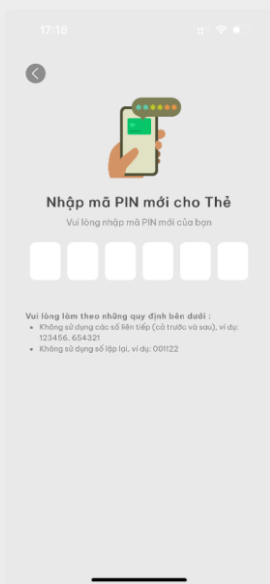 17:18
Nhập mã PIN mới cho Thẻ
Vui lòng nhập mã PIN mới của bạn
Vui lòng làm theo những quy định bên dưới :
• Không sử dụng các số liên tiếp (cả trước và sau), ví dụ:
123456, 654321
• Không sử dụng số lặp lại, ví dụ: 001122